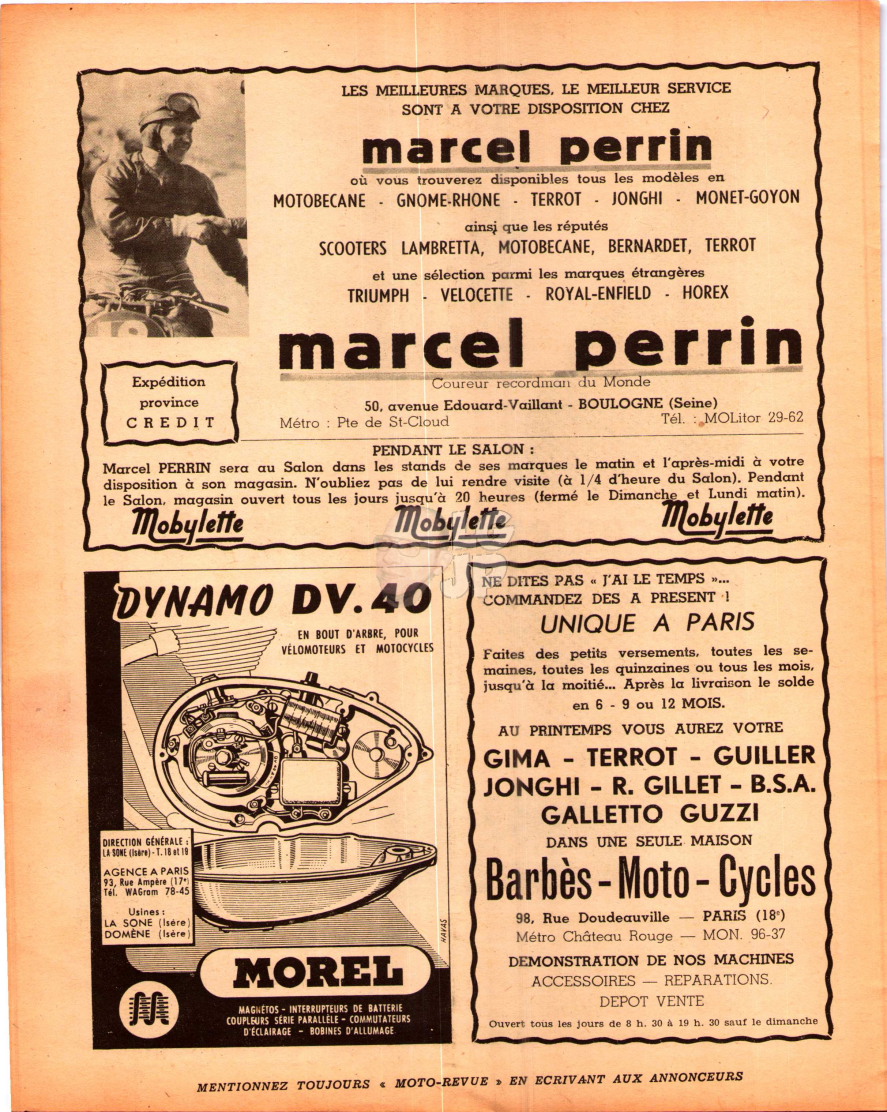 LES MEILLEURES MARQUES, LE MEILLEUR SERVICE
SONT A VOTRE DISPOSITION CHEZ
marcel perrin
où vous trouverez disponibles tous les modèles en
MOTOBECANE - GNOME-RHONE - TERROT - JONGHI - MONET-GOYON
ainsi que les réputés
SCOOTERS LAMBRETTA, MOTOBECANE, BERNARDET, TERROT
et une sélection parmi les marques étrangères
TRIUMPH - VELOCETTE - ROYAL-ENFIELD - HOREX
marcel perrin
Coureur recordman du Monde
50, avenue Edouard-Vaillant - BOULOGNE (Seine)
Métro : Pte de St-Cloud Tél. : MOLitor 29-62
Expédition
province
CREDIT
PENDANT LE SALON :
Marcel PERRIN sera au Salon dans les stands de ses marques le matin et l'après-midi à votre
disposition à son magasin. N'oubliez pas de lui rendre visite (à 1/4 d'heure du Salon). Pendant
le Salon, magasin ouvert tous les jours jusqu'à 20 heures (fermé le Dimanche et Lundi matin).
Mobylette Mobylette Mobylette
DYNAMO DV.40
EN BOUT D'ARBRE, POUR
VÉLOMOTEURS ET MOTOCYCLES
DIRECTION GÉNÉRALE :
LA SONE (Isère) - T. 18 et 19
AGENCE A PARIS
93, Rue Ampère (17e)
Tél. WAGram 78-45
Usines :
LA SONE (Isére)
DOMÈNE (Isère)
HAVAS
MOREL
MAGNÉTOS - INTERRUPTEURS DE BATTERIE
COUPLEURS SÉRIE PARALLÈLE - COMMUTATEURS
D'ÉCLAIRAGE - BOBINES D'ALLUMAGE
NE DITES PAS « J'AI LE TEMPS »...
COMMANDEZ DES A PRESENT !
UNIQUE A PARIS
Faites des petits versements, toutes les se-
maines, toutes les quinzaines ou tous les mois,
jusqu'à la moitié... Après la livraison le solde
en 6 - 9 ou 12 MOIS.
AU PRINTEMPS VOUS AUREZ VOTRE
GIMA - TERROT - GUILLER
JONGHI - R. GILLET - B.S.A.
GALLETTO GUZZI
DANS UNE SEULE MAISON
Barbès - Moto - Cycles
98, Rue Doudeauville — PARIS (18e)
Métro Château Rouge — MON. 96-37
DEMONSTRATION DE NOS MACHINES
ACCESSOIRES — REPARATIONS.
DEPOT VENTE
Ouvert tous les jours de 8 h. 30 à 19 h. 30 sauf le dimanche
MENTIONNEZ TOUJOURS « MOTO-REVUE » EN ECRIVANT AUX ANNONCEURS